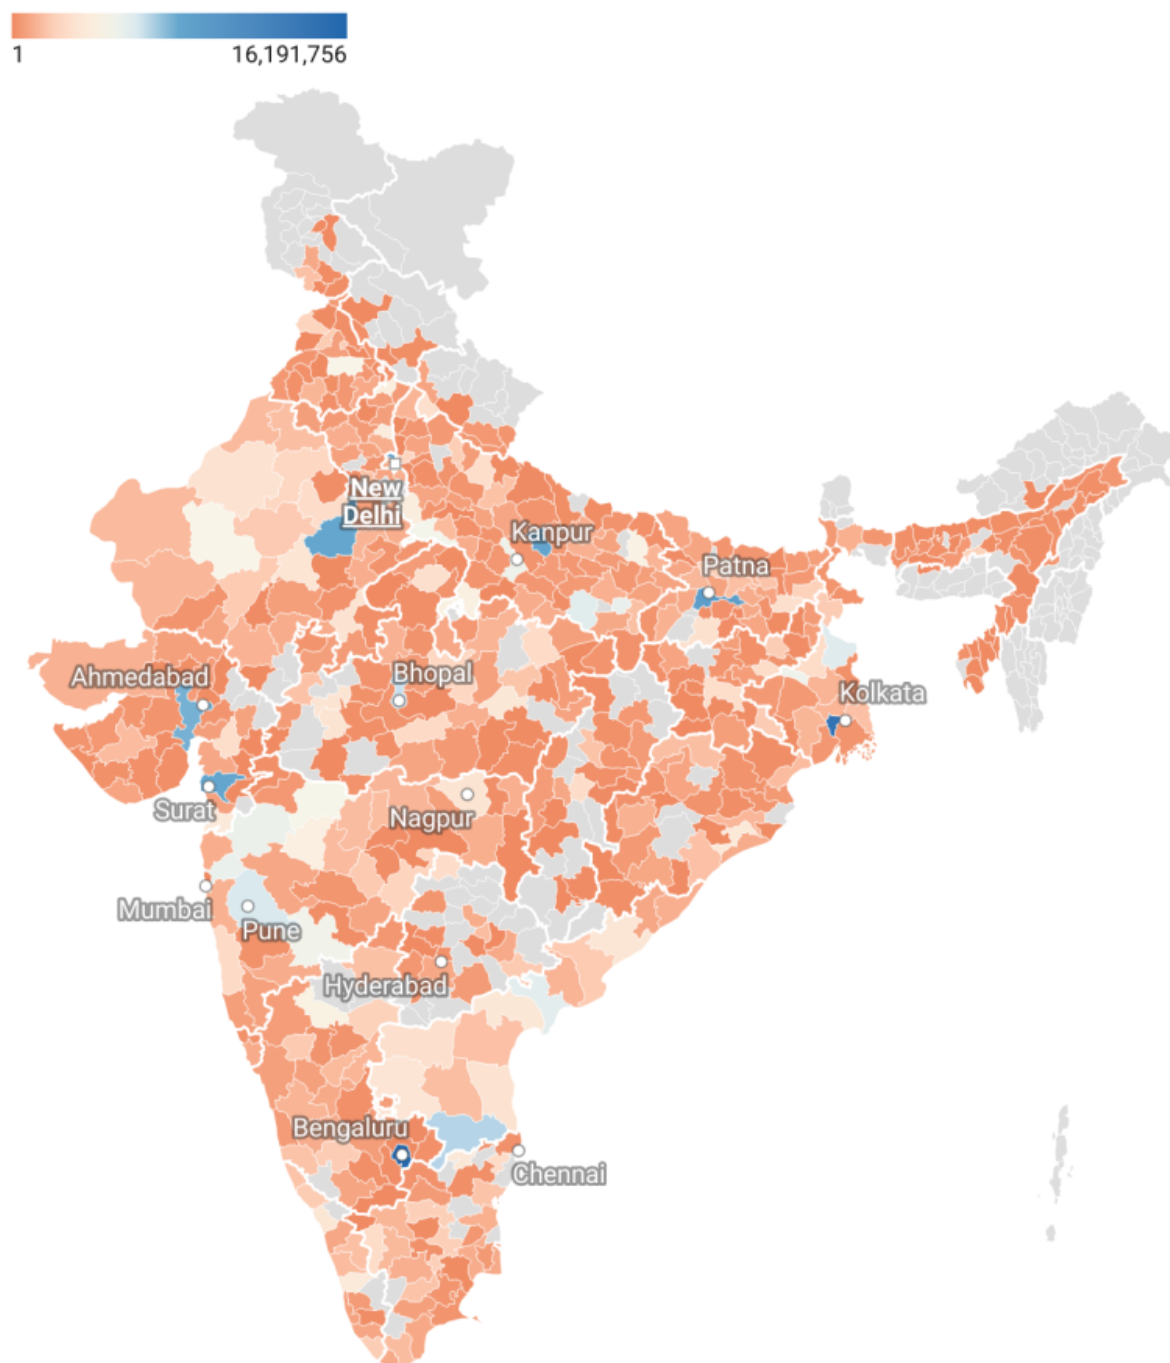 1 16,191,756
New
Delhi
Kanpur
Patna
Ahmedabad
Bhopal
Kolkata
Surat
Nagpur
Mumbai
Pune
Hyderabad
Bengaluru
Chennai